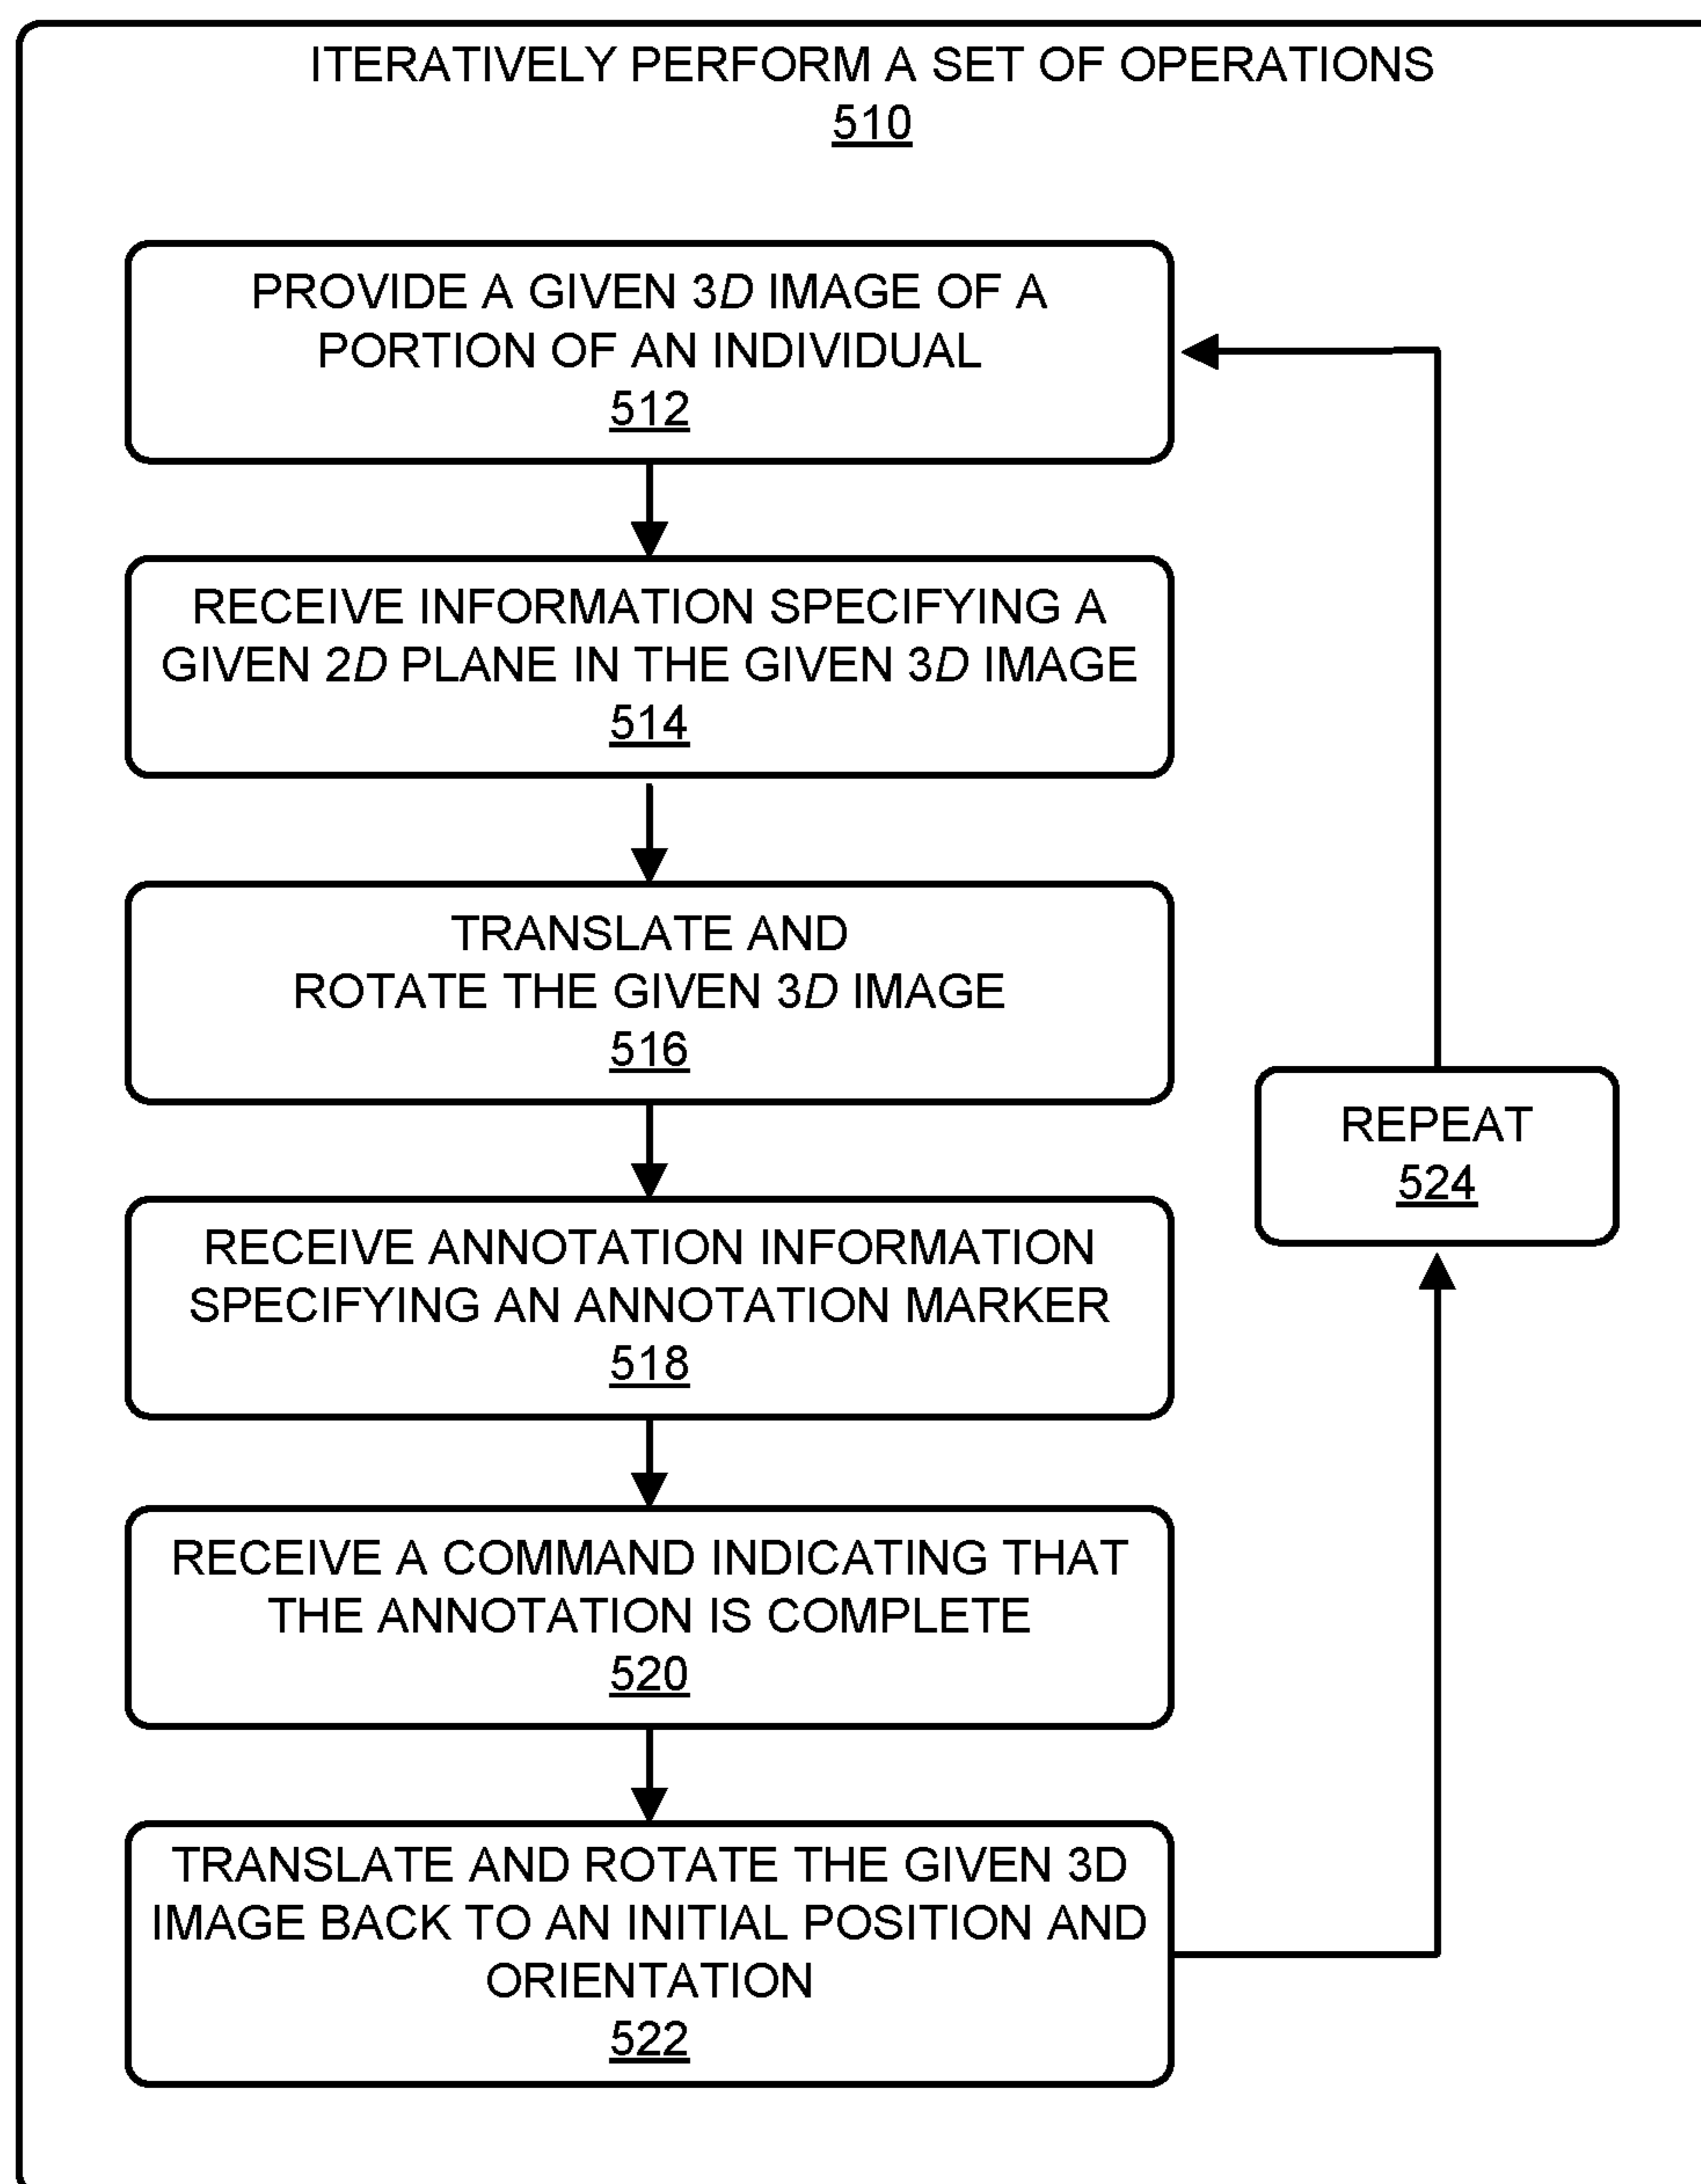 ITERATIVELY PERFORM A SET OF OPERATIONS
510
PROVIDE A GIVEN 3D IMAGE OF A
PORTION OF AN INDIVIDUAL
512
RECEIVE INFORMATION SPECIFYING A
GIVEN 2D PLANE IN THE GIVEN 3D IMAGE
514
TRANSLATE AND
ROTATE THE GIVEN 3D IMAGE
516
RECEIVE ANNOTATION INFORMATION
SPECIFYING AN ANNOTATION MARKER
518
RECEIVE A COMMAND INDICATING THAT
THE ANNOTATION IS COMPLETE
520
TRANSLATE AND ROTATE THE GIVEN 3D
IMAGE BACK TO AN INITIAL POSITION AND
ORIENTATION
522
REPEAT
524